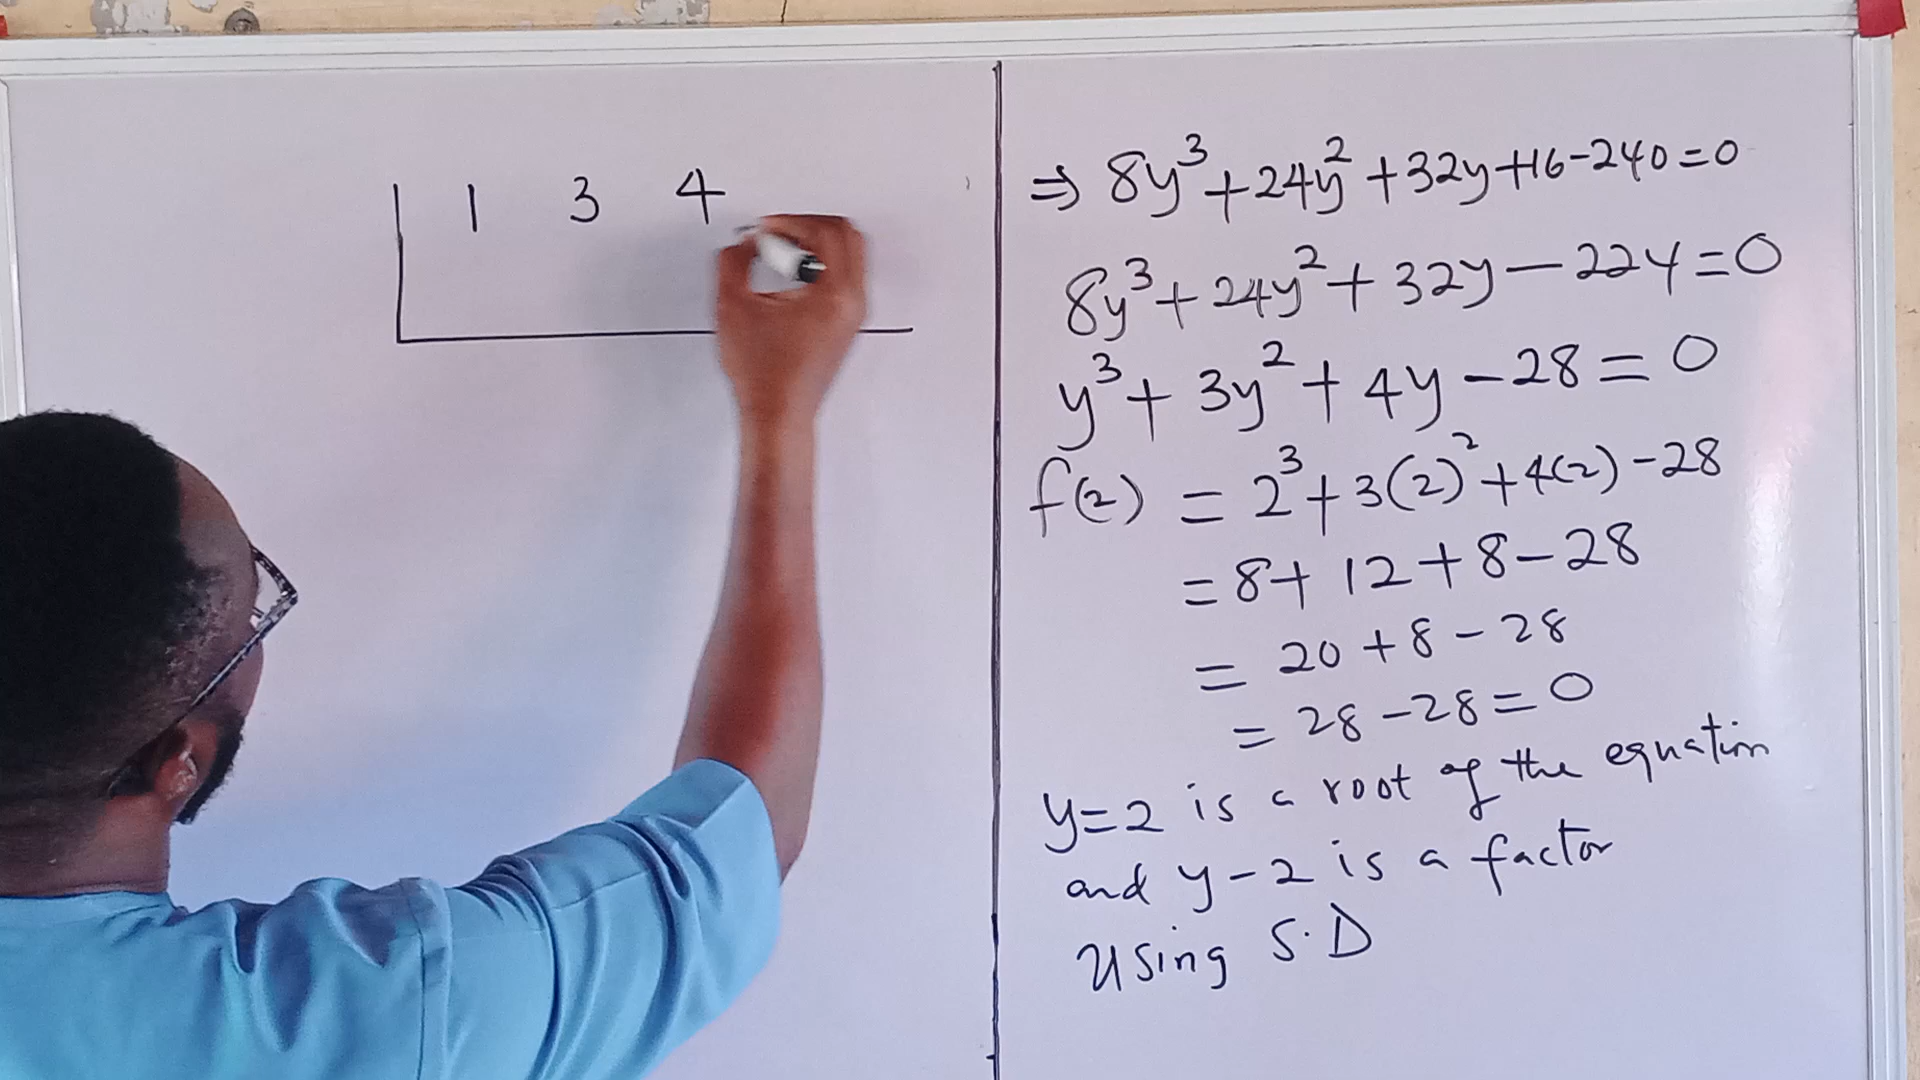 1 3 4
⇒ 8y³+24y²+32y+16-240=0
8y³+24y²+32y-224=0
y³+3y²+4y-28=0
f(2) = 2³+3(2)²+4(2)-28
=8+12+8-28
= 20+8-28
= 28-28=0
y=2 is a root of the equation
and y-2 is a factor
Using S.D